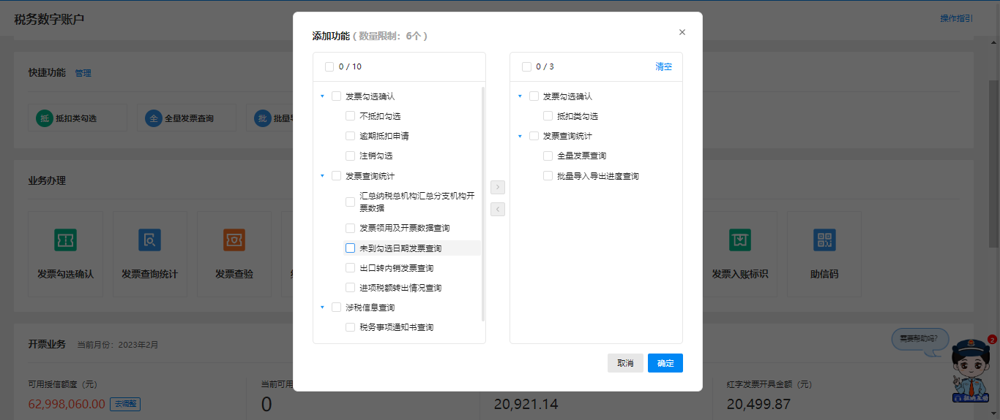 税务数字账户
操作指引
快捷功能 管理
抵 抵扣类勾选
全 全量发票查询
批 批量导
业务办理
发票勾选确认
发票查询统计
发票查验
发票入账标识
助信码
开票业务 当前月份：2023年2月
可用授信额度（元）
62,998,060.00 去调整
当前可用
0
20,921.14
红字发票开具金额（元）
20,499.87
需要帮助吗?
2
征纳互动
添加功能（数量限制：6个）
0 / 10
发票勾选确认
不抵扣勾选
逾期抵扣申请
注销勾选
发票查询统计
汇总纳税总机构汇总分支机构开
票数据
发票领用及开票数据查询
未到勾选日期发票查询
出口转内销发票查询
进项税额转出情况查询
涉税信息查询
税务事项通知书查询
0 / 3 清空
发票勾选确认
抵扣类勾选
发票查询统计
全量发票查询
批量导入导出进度查询
取消 确定